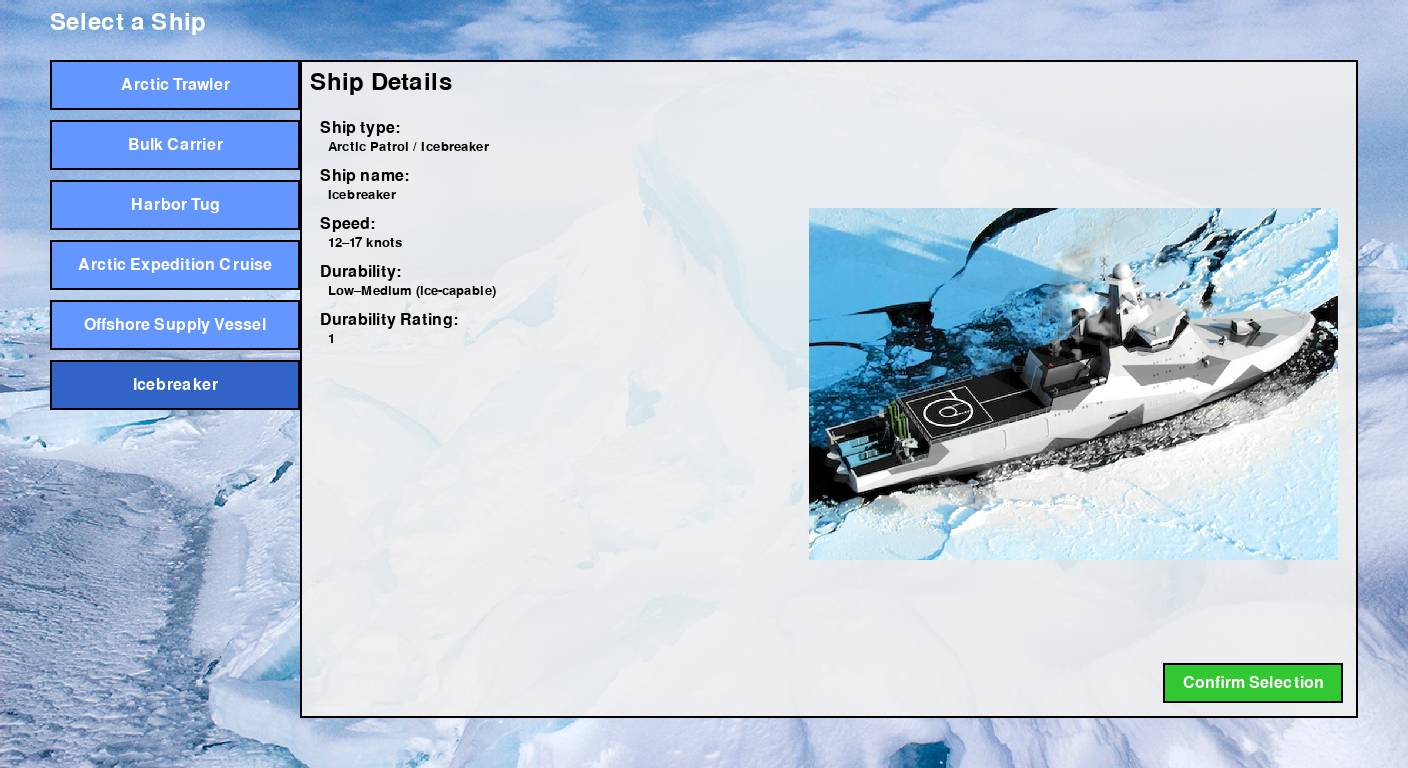 Select a Ship
Arctic Trawler
Bulk Carrier
Harbor Tug
Arctic Expedition Cruise
Offshore Supply Vessel
Icebreaker
Ship Details
Ship type:
Arctic Patrol / Icebreaker
Ship name:
Icebreaker
Speed:
12–17 knots
Durability:
Low–Medium (ice-capable)
Durability Rating:
1
Confirm Selection